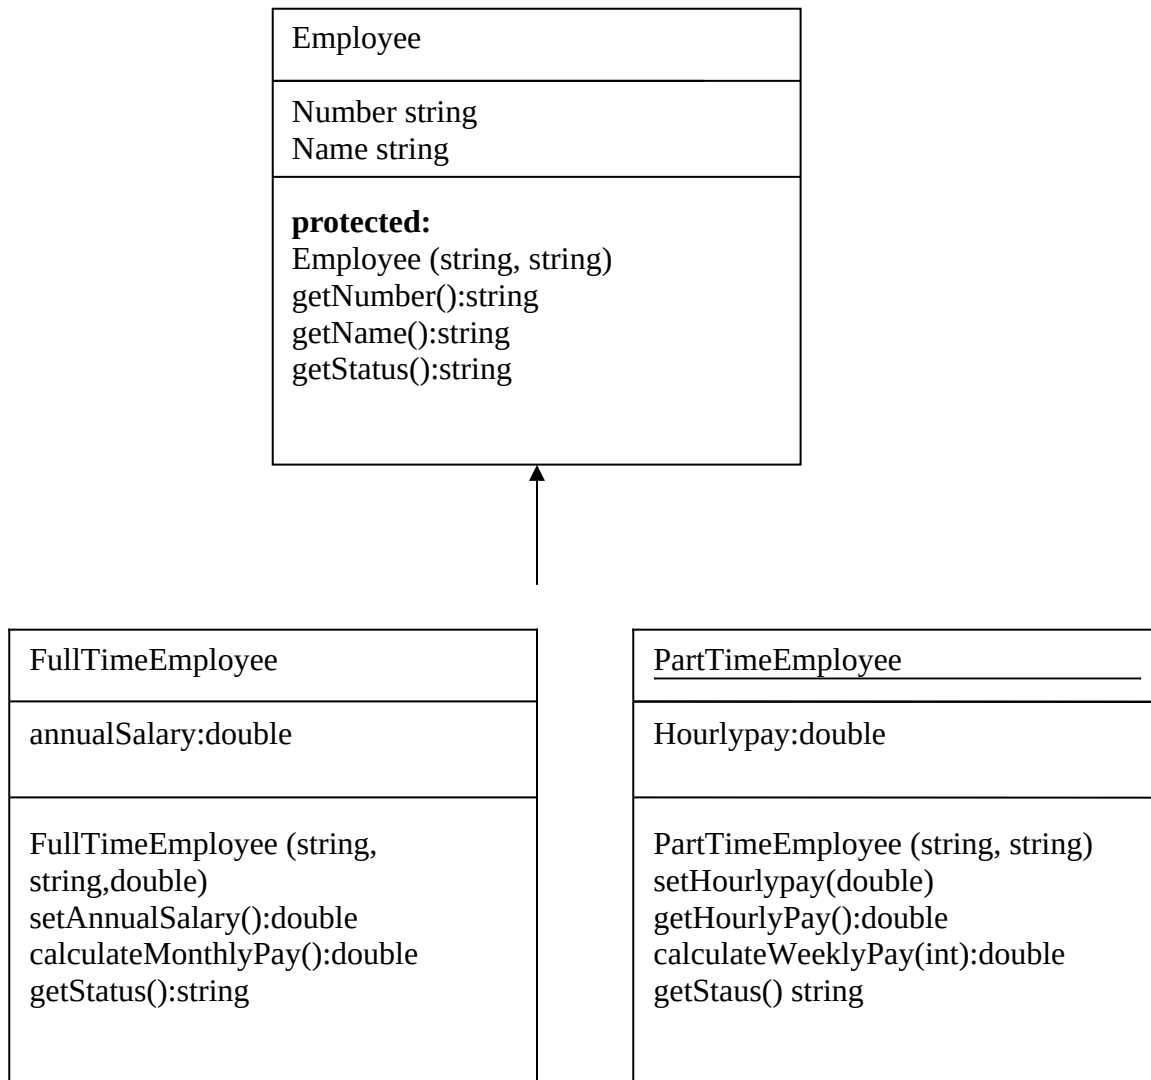 Employee
Number string
Name string
protected:
Employee (string, string)
getNumber():string
getName():string
getStatus():string
FullTimeEmployee
annualSalary:double
FullTimeEmployee (string,
string,double)
setAnnualSalary():double
calculateMonthlyPay():double
getStatus():string
PartTimeEmployee
Hourlypay:double
PartTimeEmployee (string, string)
setHourlypay(double)
getHourlyPay():double
calculateWeeklyPay(int):double
getStaus() string